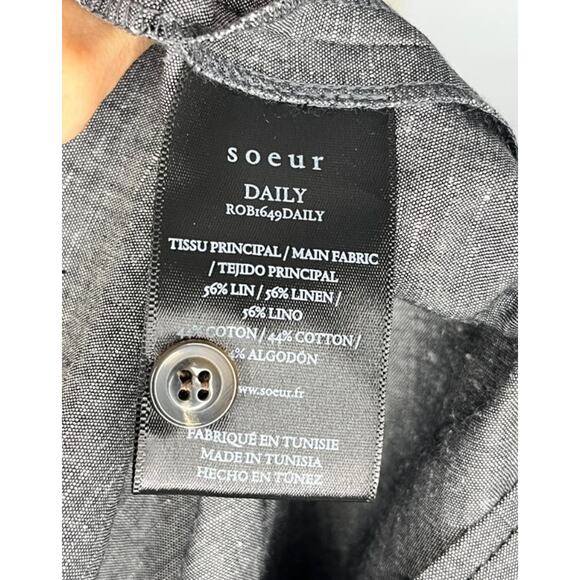 soeur
DAILY
ROB1649DAILY
TISSU PRINCIPAL / MAIN FABRIC
/ TEJIDO PRINCIPAL
56% LIN / 56% LINEN /
56% LINO
44% COTON / 44% COTTON /
% ALGODÓN
www.soeur.fr
FABRIQUÉ EN TUNISIE
MADE IN TUNISIA
HECHO EN TÚNEZ